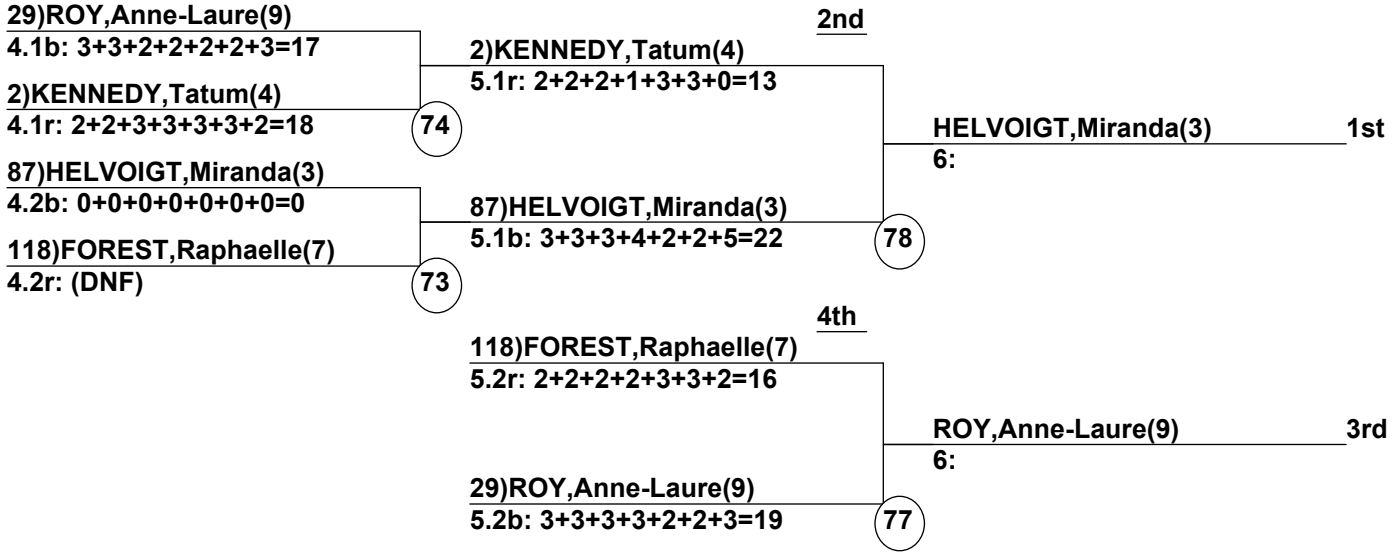 29)ROY,Anne-Laure(9)
4.1b: 3+3+2+2+2+2+3=17
2)KENNEDY,Tatum(4)
4.1r: 2+2+3+3+3+3+2=18
74
87)HELVOIGT,Miranda(3)
4.2b: 0+0+0+0+0+0+0=0
118)FOREST,Raphaelle(7)
4.2r: (DNF)
73
2nd
2)KENNEDY,Tatum(4)
5.1r: 2+2+2+1+3+3+0=13
87)HELVOIGT,Miranda(3)
5.1b: 3+3+3+4+2+2+5=22
78
HELVOIGT,Miranda(3) 1st
6:
4th
118)FOREST,Raphaelle(7)
5.2r: 2+2+2+2+3+3+2=16
29)ROY,Anne-Laure(9)
5.2b: 3+3+3+3+2+2+3=19
77
ROY,Anne-Laure(9) 3rd
6: